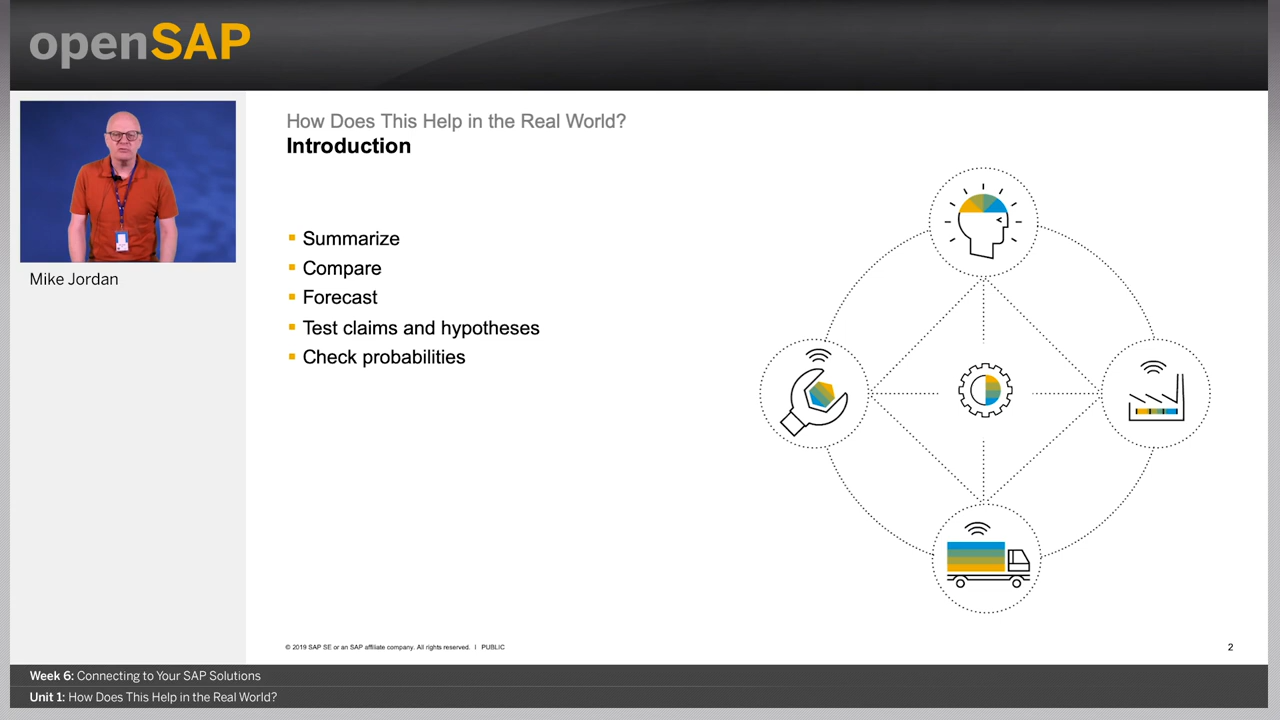 openSAP
Mike Jordan
How Does This Help in the Real World?
Introduction
Summarize
Compare
Forecast
Test claims and hypotheses
Check probabilities
© 2019 SAP SE or an SAP affiliate company. All rights reserved. | PUBLIC
2
Week 6: Connecting to Your SAP Solutions
Unit 1: How Does This Help in the Real World?